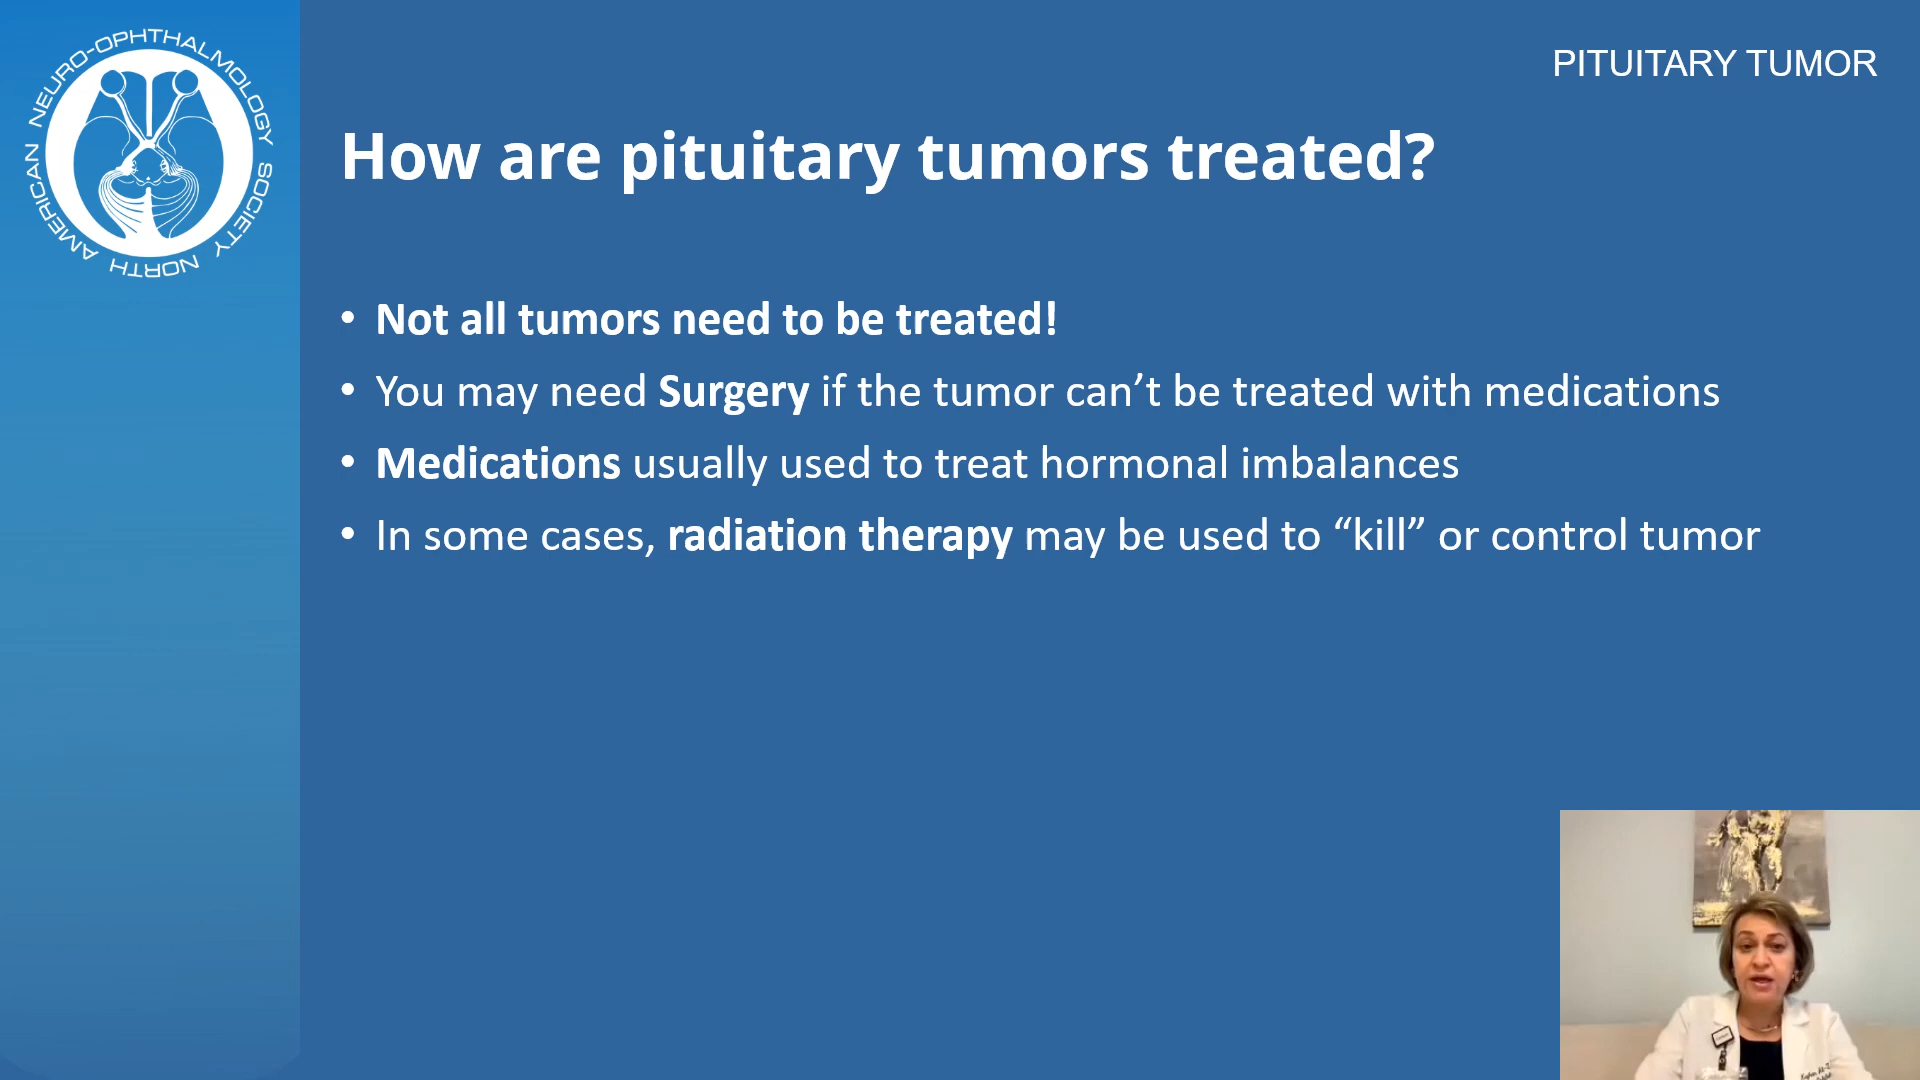 NORTH AMERICAN NEURO-OPHTHALMOLOGY SOCIETY
PITUITARY TUMOR
How are pituitary tumors treated?
• Not all tumors need to be treated!
• You may need Surgery if the tumor can’t be treated with medications
• Medications usually used to treat hormonal imbalances
• In some cases, radiation therapy may be used to “kill” or control tumor